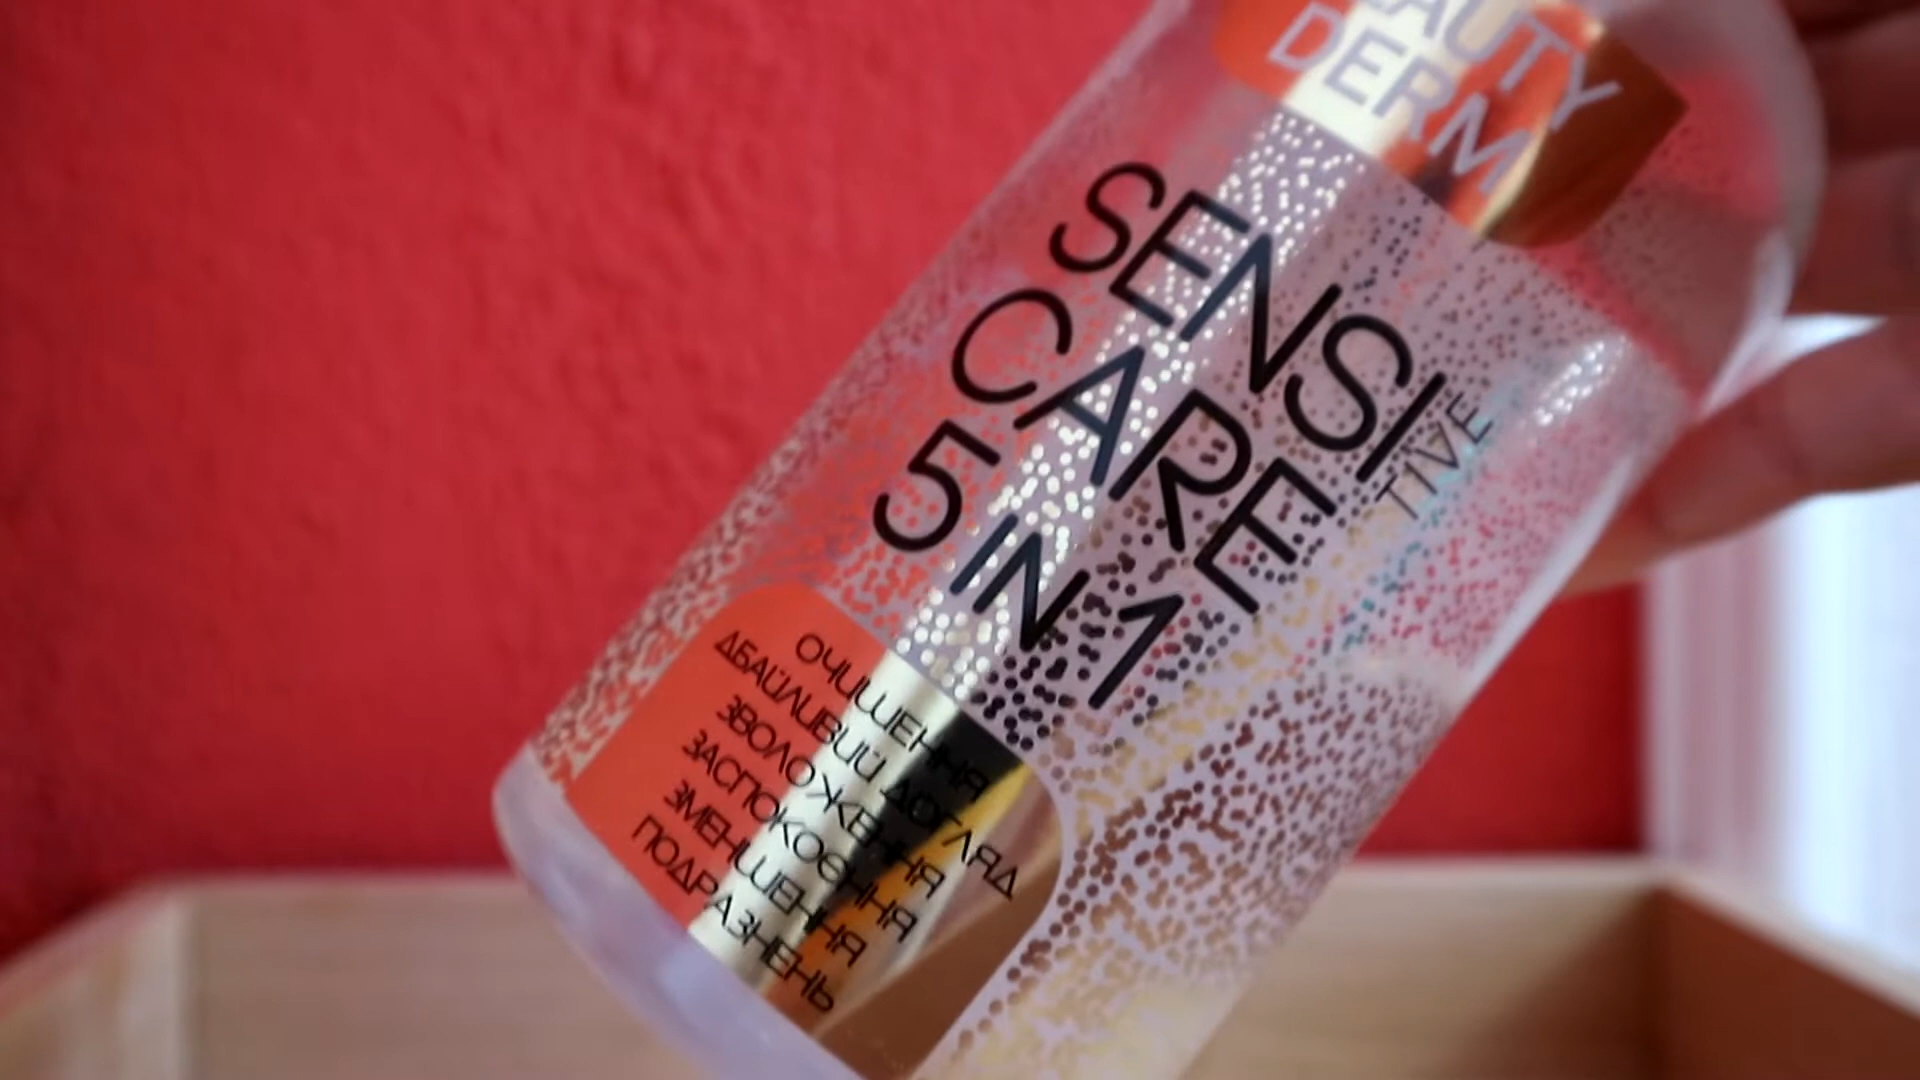 DERM
SENSI
TIVE
CARE
5 IN 1
ОЧИЩЕННЯ
ДБАЙЛИВИЙ ДОГЛЯД
ЗВОЛОЖЕННЯ
ЗАСПОКОЄННЯ
ЗМЕНШЕННЯ
ПОДРАЗНЕНЬ